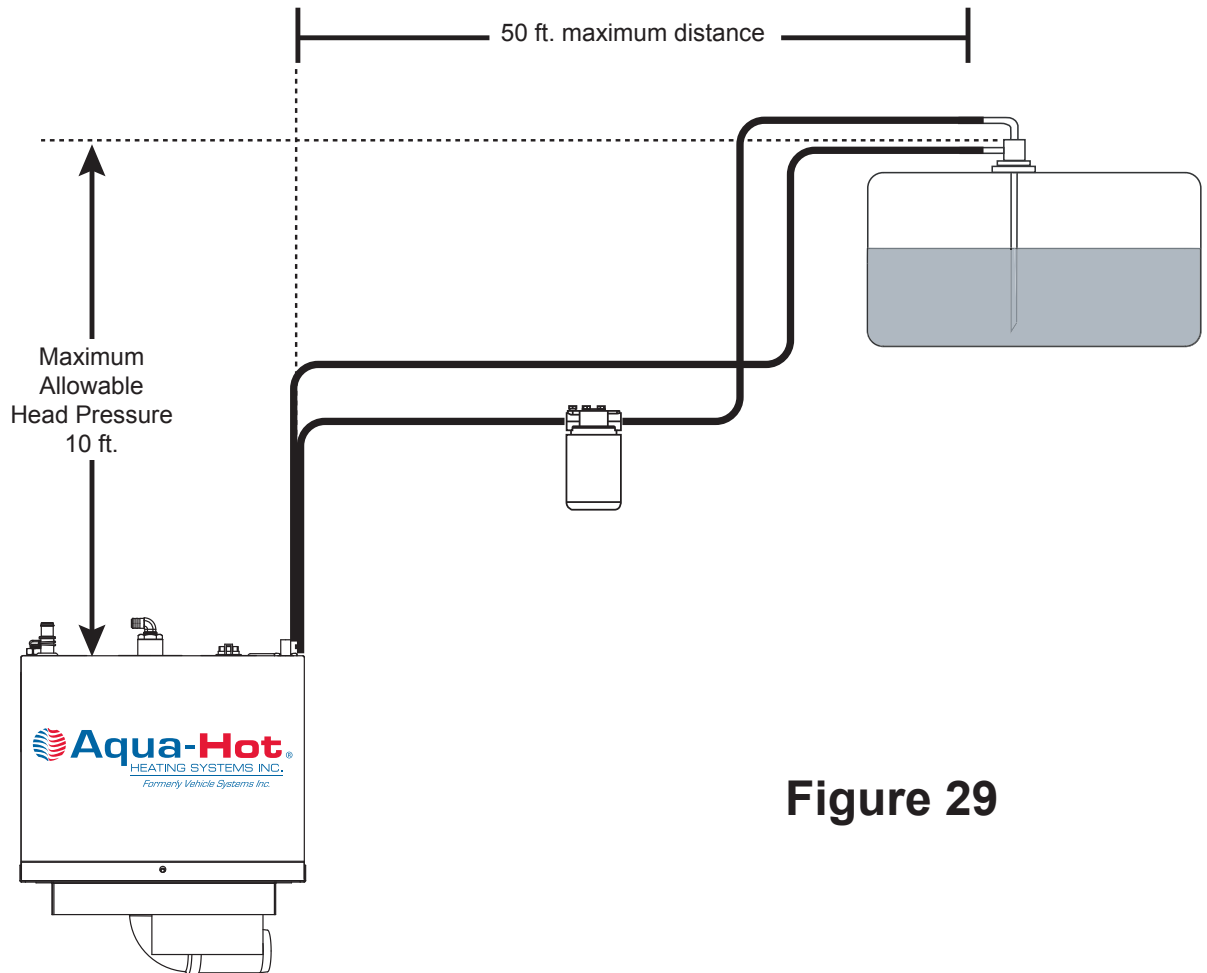 50 ft. maximum distance
Maximum
Allowable
Head Pressure
10 ft.
Aqua-Hot®
HEATING SYSTEMS INC.
Formerly Vehicle Systems Inc.
Figure 29